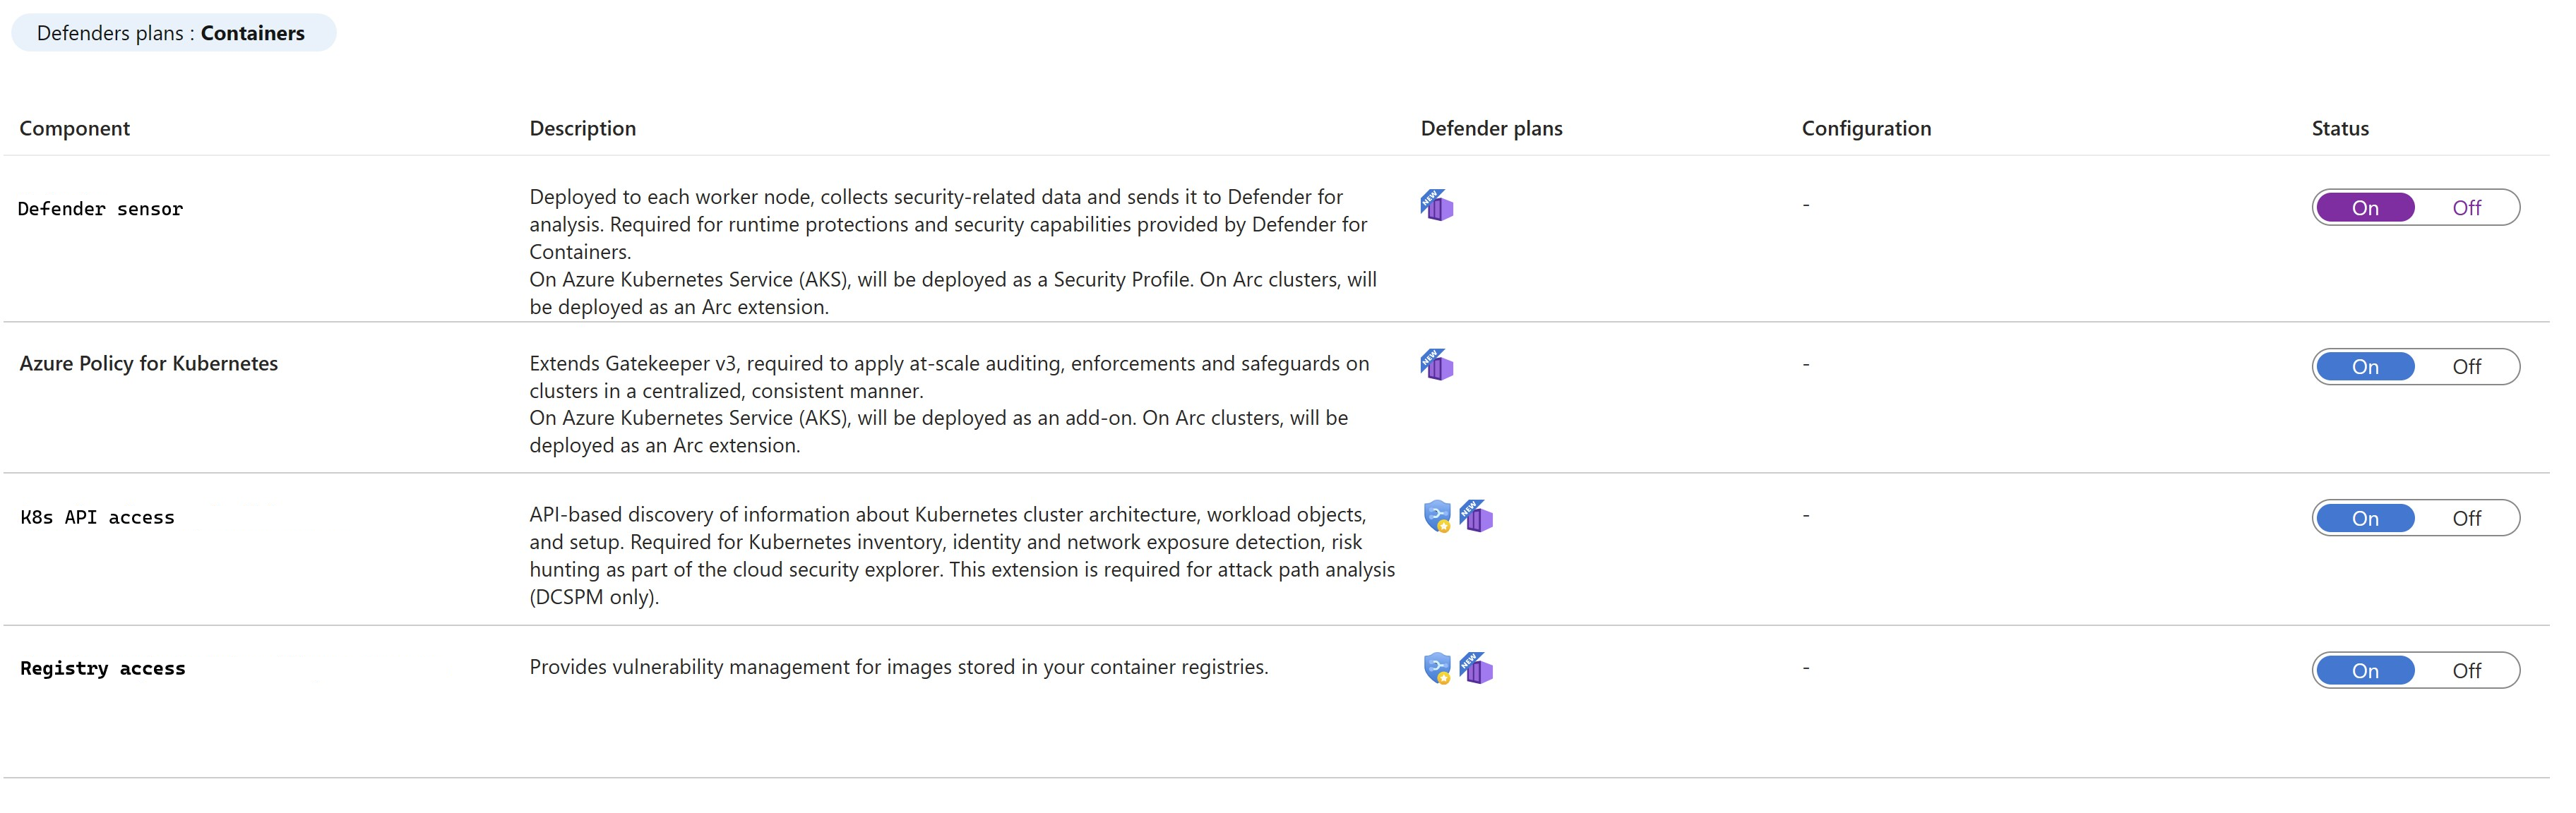 Defenders plans : Containers
Component Description Defender plans Configuration Status
Defender sensor
Deployed to each worker node, collects security-related data and sends it to Defender for
analysis. Required for runtime protections and security capabilities provided by Defender for
Containers.
On Azure Kubernetes Service (AKS), will be deployed as a Security Profile. On Arc clusters, will
be deployed as an Arc extension.
NEW
-
On Off
Azure Policy for Kubernetes
Extends Gatekeeper v3, required to apply at-scale auditing, enforcements and safeguards on
clusters in a centralized, consistent manner.
On Azure Kubernetes Service (AKS), will be deployed as an add-on. On Arc clusters, will be
deployed as an Arc extension.
NEW
-
On Off
K8s API access
API-based discovery of information about Kubernetes cluster architecture, workload objects,
and setup. Required for Kubernetes inventory, identity and network exposure detection, risk
hunting as part of the cloud security explorer. This extension is required for attack path analysis
(DCSPM only).
NEW
-
On Off
Registry access
Provides vulnerability management for images stored in your container registries.
NEW
-
On Off